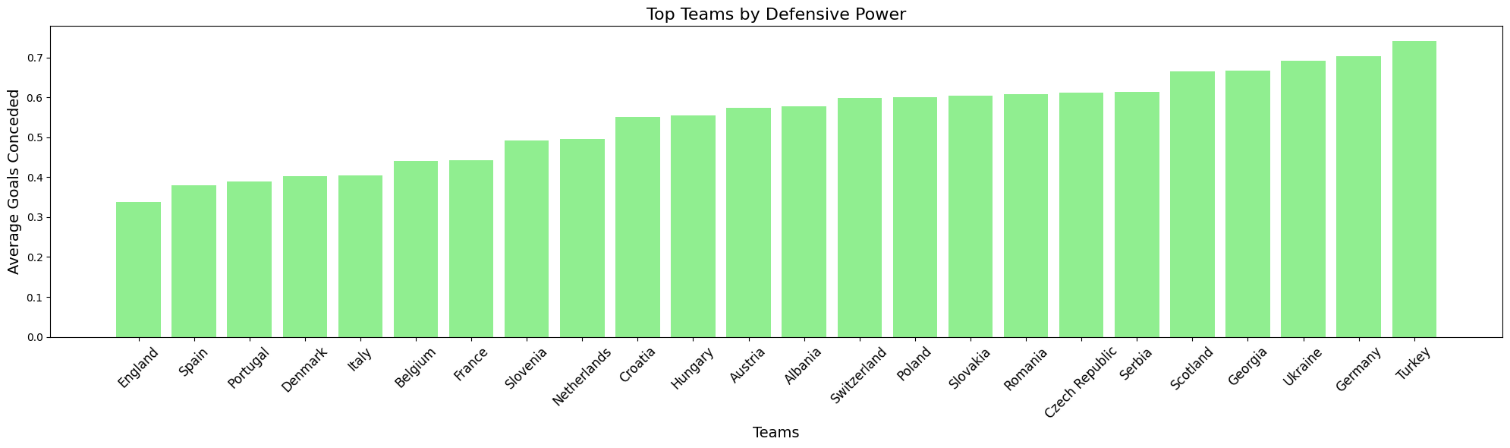 Top Teams by Defensive Power
Average Goals Conceded
0.7
0.6
0.5
0.4
0.3
0.2
0.1
0.0
England
Spain
Portugal
Denmark
Italy
Belgium
France
Slovenia
Netherlands
Croatia
Hungary
Austria
Albania
Switzerland
Poland
Slovakia
Romania
Czech Republic
Serbia
Scotland
Georgia
Ukraine
Germany
Turkey
Teams